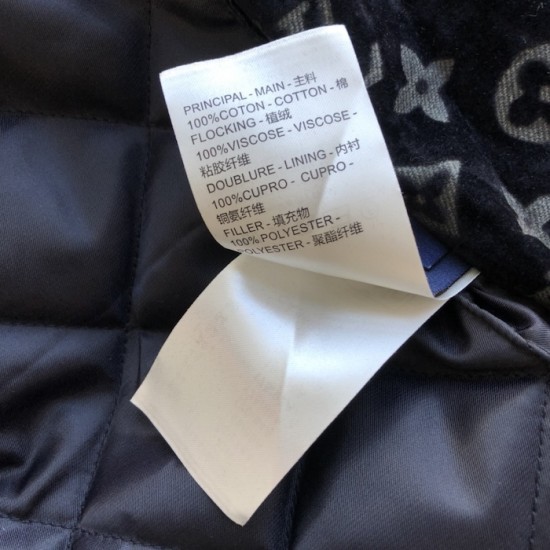 PRINCIPAL - MAIN - 主料
100%COTON - COTTON - 棉
FLOCKING - 植绒
100%VISCOSE - VISCOSE -
粘胶纤维
DOUBLURE - LINING - 内衬
100%CUPRO - CUPRO -
铜氨纤维
FILLER - 填充物
100% POLYESTER -
POLYESTER - 聚酯纤维